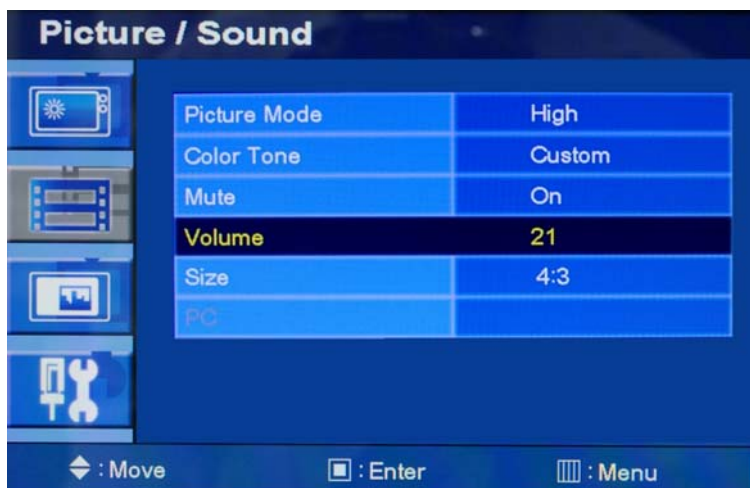 Picture / Sound
Picture Mode High
Color Tone Custom
Mute On
Volume 21
Size 4:3
PC
: Move : Enter : Menu